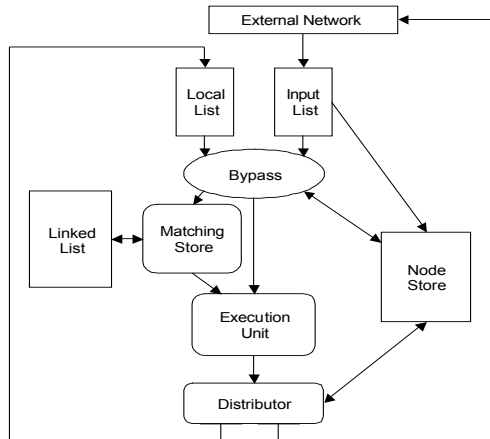 External Network
Local
List
Input
List
Bypass
Linked
List
Matching
Store
Node
Store
Execution
Unit
Distributor